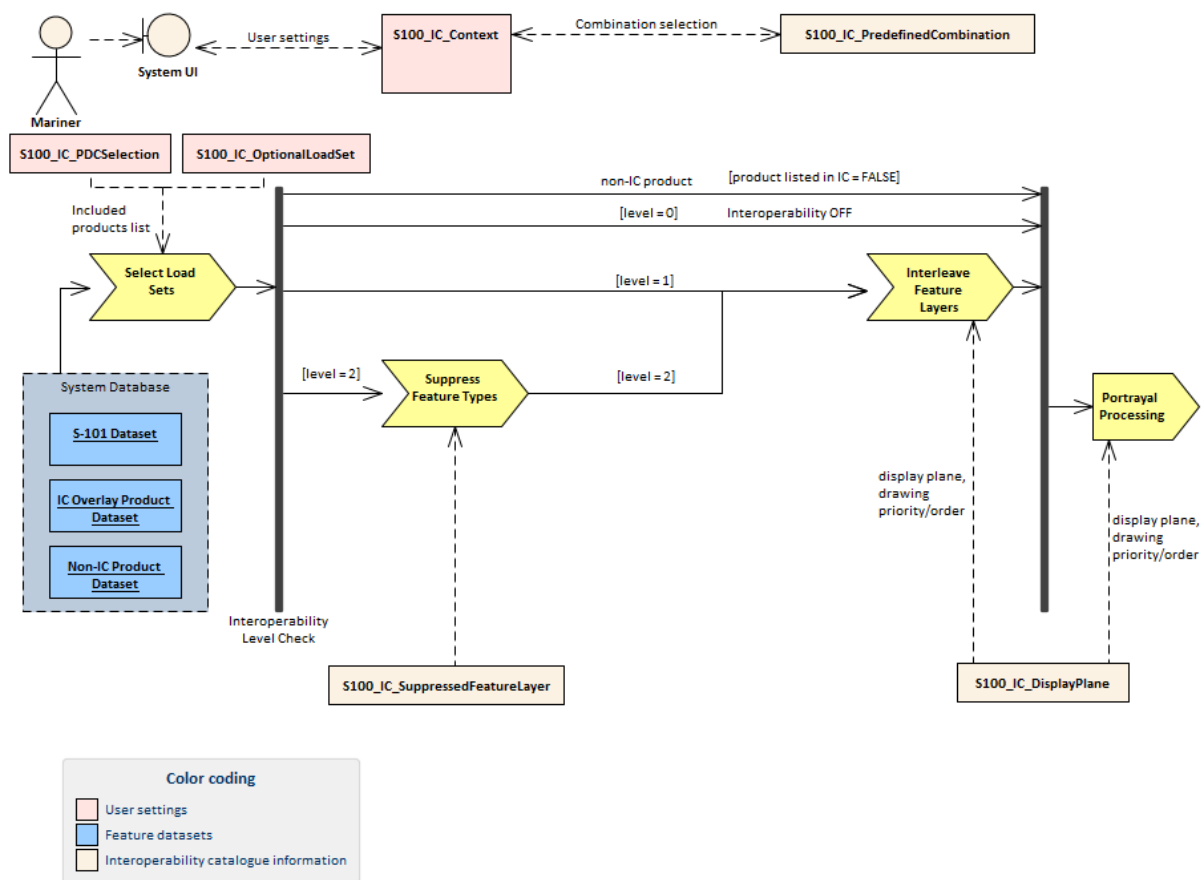 User settings
S100_IC_Context
Combination selection
S100_IC_PredefinedCombination
System UI
Mariner
S100_IC_PDCSelection
S100_IC_OptionalLoadSet
Included
products list
non-IC product
[product listed in IC = FALSE]
[level = 0]
Interoperability OFF
Select Load
Sets
[level = 1]
Interleave
Feature
Layers
[level = 2]
Suppress
Feature Types
[level = 2]
Portrayal
Processing
System Database
S-101 Dataset
IC Overlay Product
Dataset
Non-IC Product
Dataset
display plane,
drawing
priority/order
display plane,
drawing
priority/order
Interoperability
Level Check
S100_IC_SuppressedFeatureLayer
S100_IC_DisplayPlane
Color coding
User settings
Feature datasets
Interoperability catalogue information